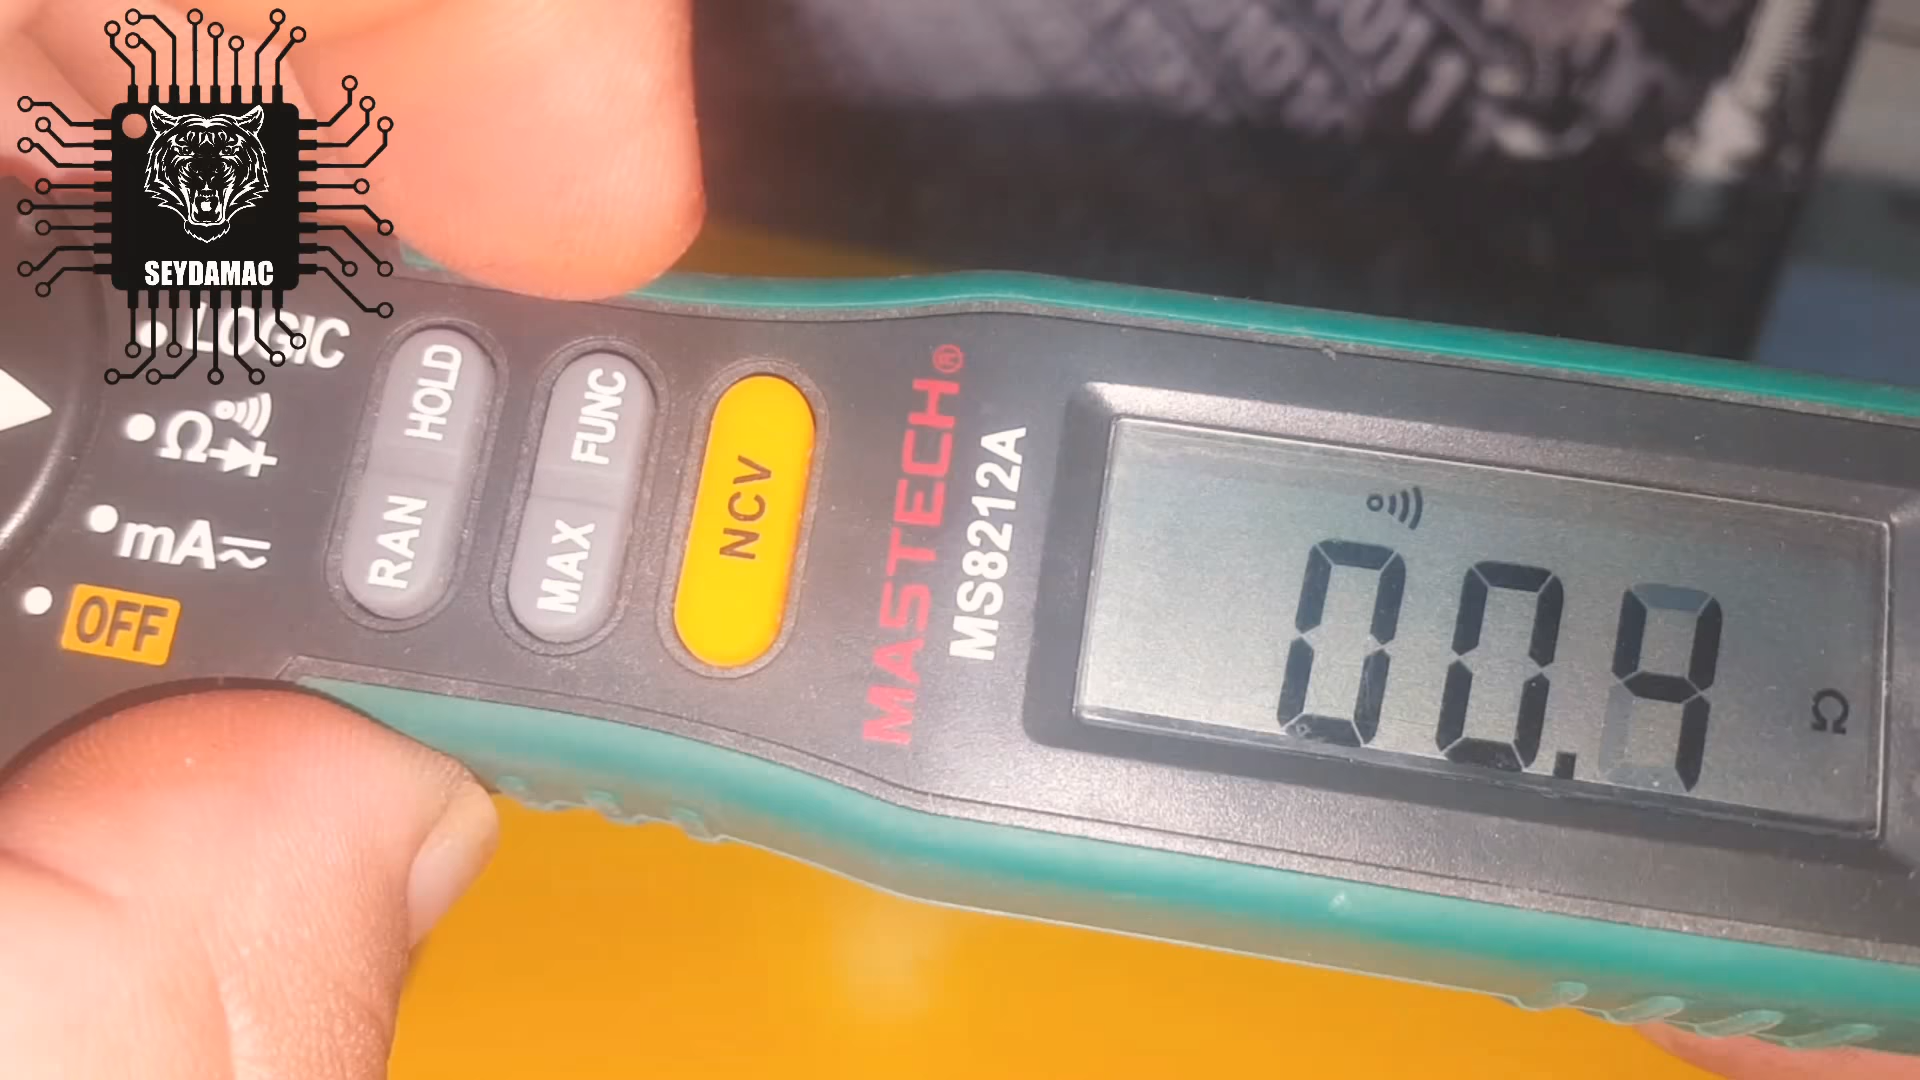 SEYDAMAC
LOGIC
Ω
mA
OFF
HOLD
RAN
FUNC
MAX
NCV
MASTECH®
MS8212A
00.4
Ω